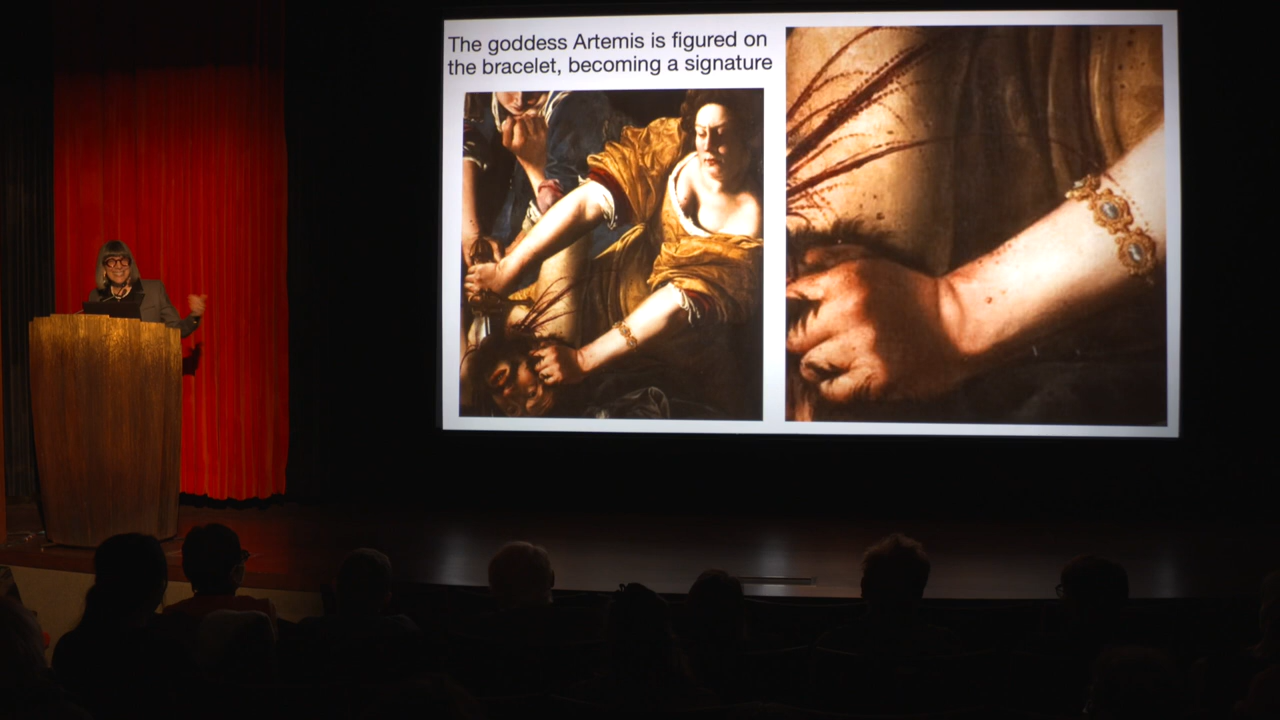 The goddess Artemis is figured on
the bracelet, becoming a signature